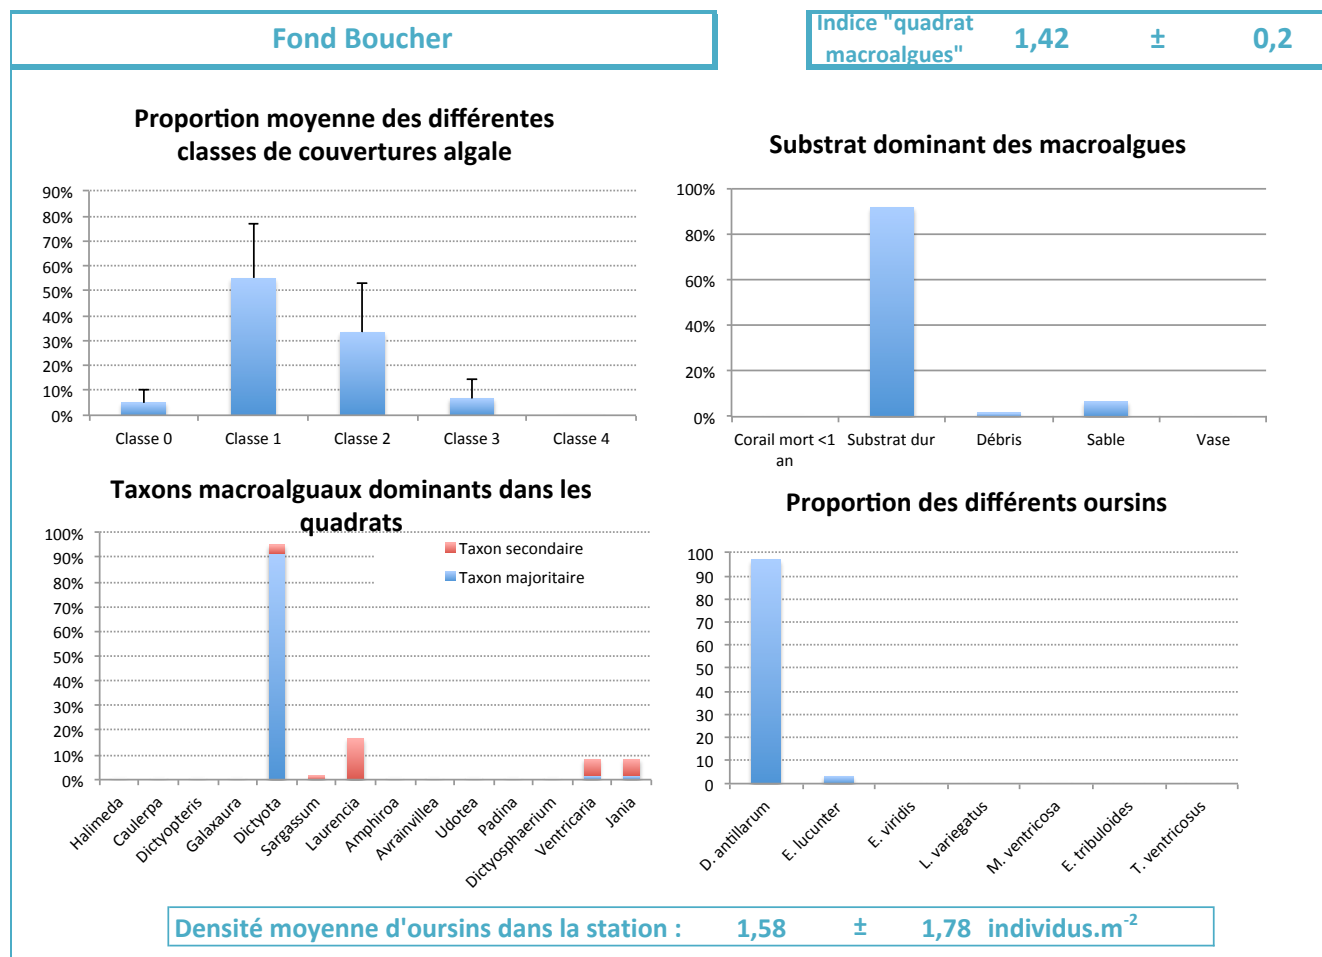 Fond Boucher
Indice "quadrat macroalgues" 1,42 ± 0,2
Proportion moyenne des différentes
classes de couvertures algale
90%
80%
70%
60%
50%
40%
30%
20%
10%
0%
Classe 0 Classe 1 Classe 2 Classe 3 Classe 4
Substrat dominant des macroalgues
100%
80%
60%
40%
20%
0%
Corail mort <1 an Substrat dur Débris Sable Vase
Taxons macroalguaux dominants dans les
quadrats
100%
90%
80%
70%
60%
50%
40%
30%
20%
10%
0%
Taxon secondaire
Taxon majoritaire
Halimeda Caulerpa Dictyopteris Galaxaura Dictyota Sargassum Laurencia Amphiroa Avrainvillea Udotea Padina Dictyosphaerium Ventricaria Jania
Proportion des différents oursins
100
90
80
70
60
50
40
30
20
10
0
D. antillarum E. lucunter E. viridis L. variegatus M. ventricosa E. tribuloides T. ventricosus
Densité moyenne d'oursins dans la station : 1,58 ± 1,78 individus.m-2